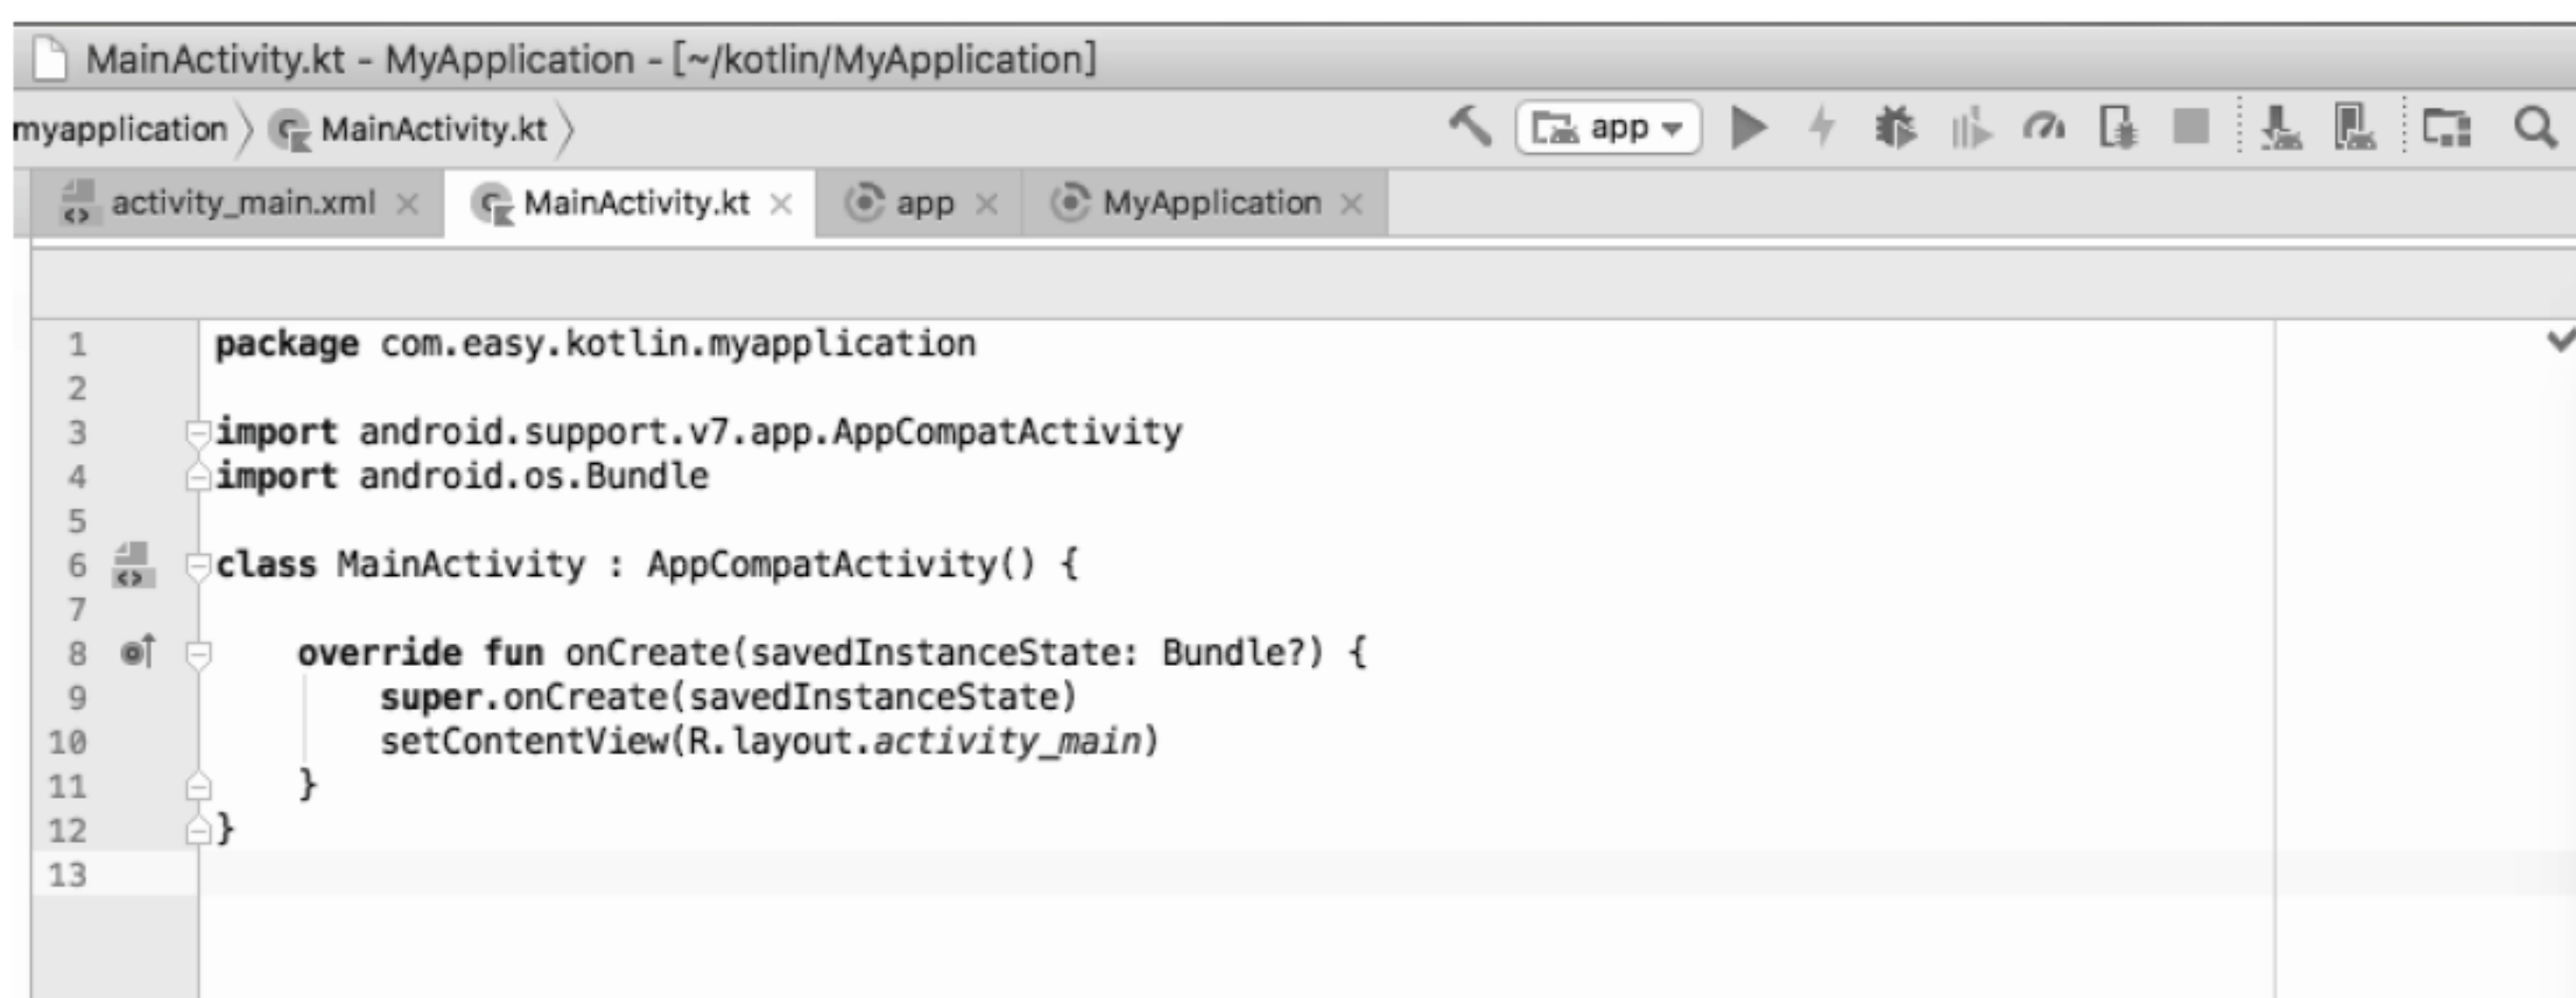 MainActivity.kt - MyApplication - [~/kotlin/MyApplication]
myapplication MainActivity.kt app
activity_main.xml MainActivity.kt app MyApplication
1 package com.easy.kotlin.myapplication
2
3 import android.support.v7.app.AppCompatActivity
4 import android.os.Bundle
5
6 class MainActivity : AppCompatActivity() {
7
8 override fun onCreate(savedInstanceState: Bundle?) {
9 super.onCreate(savedInstanceState)
10 setContentView(R.layout.activity_main)
11 }
12 }
13